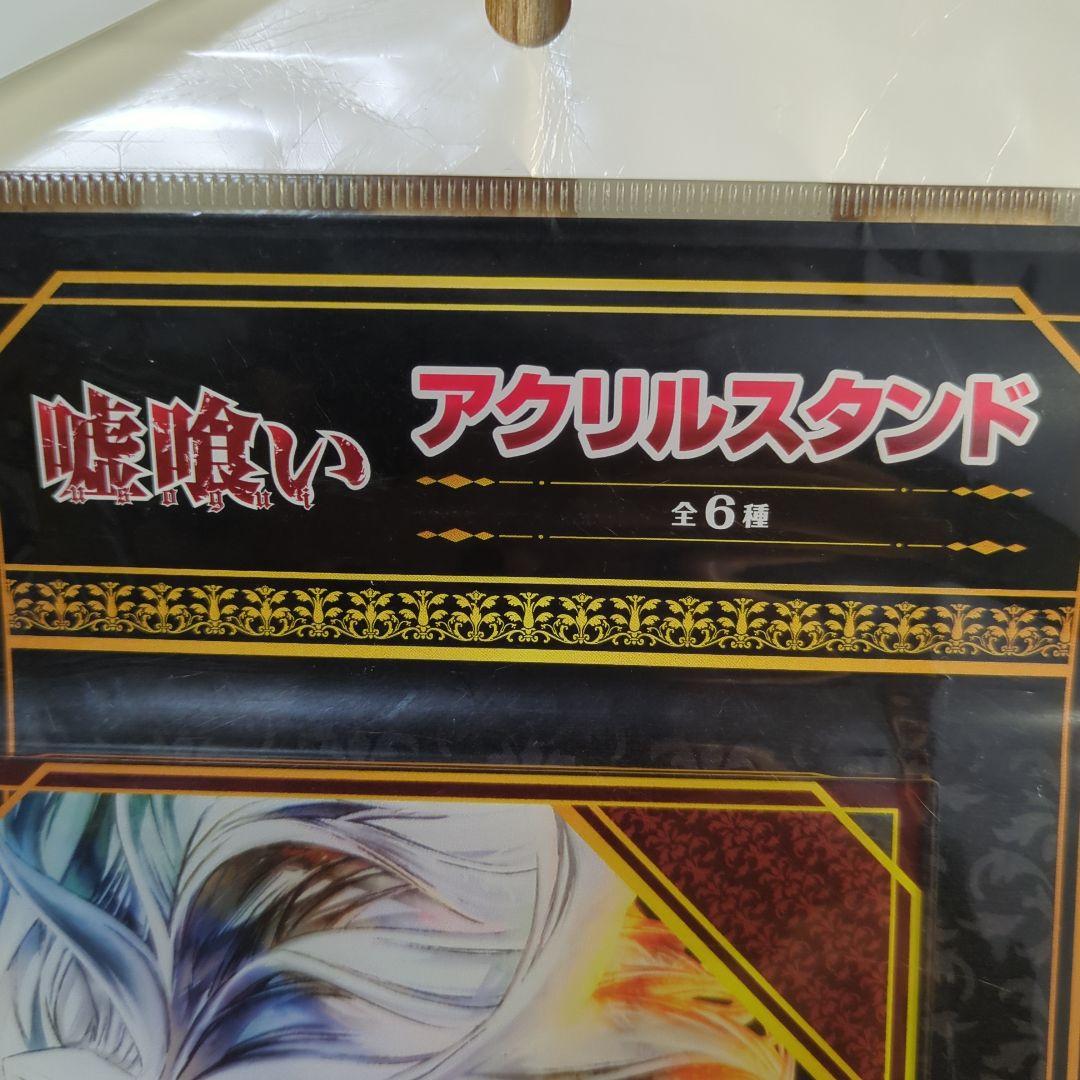 嘘喰い
usogui
アクリルスタンド
全6種